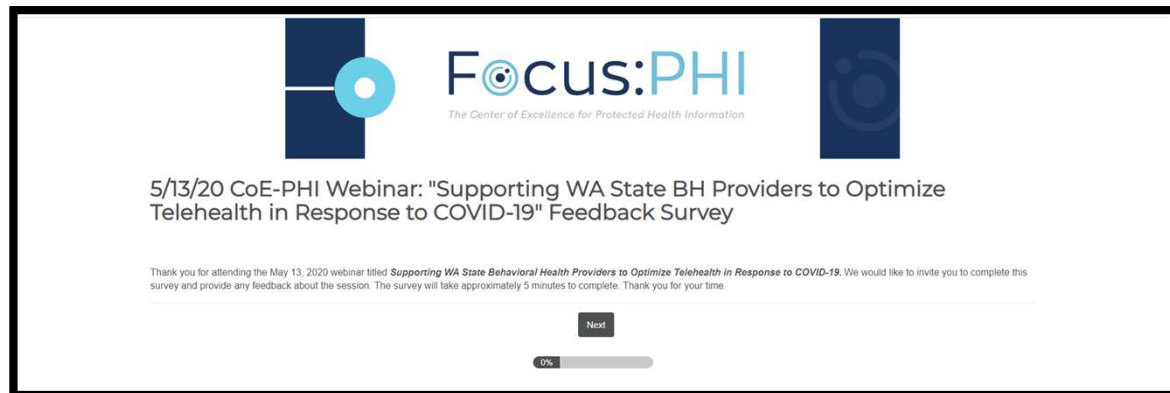 Focus:PHI
The Center of Excellence for Protected Health Information
5/13/20 CoE-PHI Webinar: "Supporting WA State BH Providers to Optimize
Telehealth in Response to COVID-19" Feedback Survey
Thank you for attending the May 13, 2020 webinar titled Supporting WA State Behavioral Health Providers to Optimize Telehealth in Response to COVID-19. We would like to invite you to complete this
survey and provide any feedback about the session. The survey will take approximately 5 minutes to complete. Thank you for your time.
Next
0%